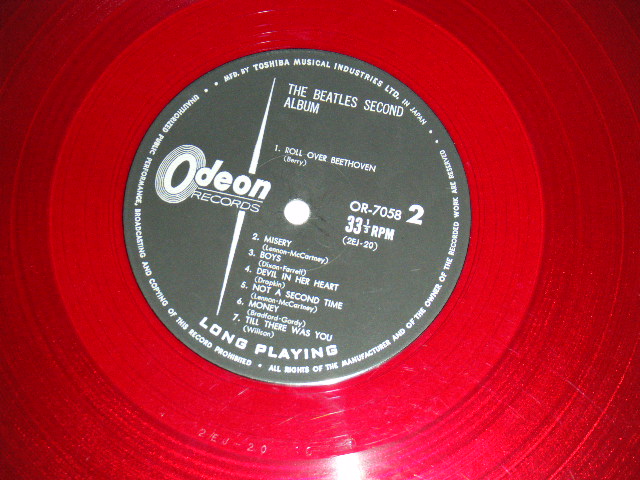 MFD. BY TOSHIBA MUSICAL INDUSTRIES LTD. IN JAPAN •
UNAUTHORIZED PUBLIC PERFORMANCE, BROADCASTING AND COPYING OF THIS RECORD PROHIBITED • ALL RIGHTS OF THE MANUFACTURER AND OF THE OWNER OF THE RECORDED WORK ARE RESERVED
THE BEATLES SECOND
ALBUM
1. ROLL OVER BEETHOVEN
(Berry)
Odeon
RECORDS
OR-7058 2
33 1/3 RPM
(2EJ-20)
2. MISERY
(Lennon-McCartney)
3. BOYS
(Dixon-Farrell)
4. DEVIL IN HER HEART
(Drapkin)
5. NOT A SECOND TIME
(Lennon-McCartney)
6. MONEY
(Bradford-Gordy)
7. TILL THERE WAS YOU
(Willson)
LONG PLAYING
2EJ-20